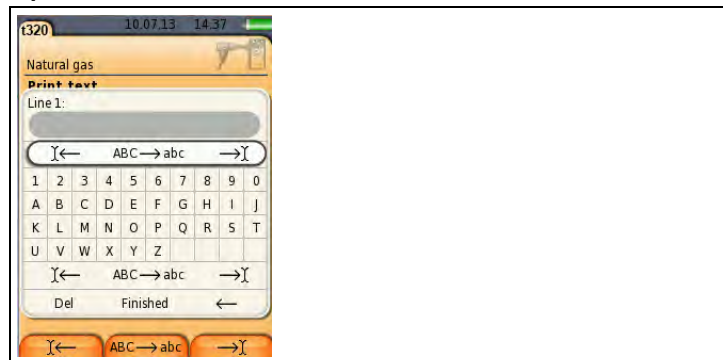 t320 10.07.13 14.37
Natural gas
Print text
Line 1:
ABC→abc
1 2 3 4 5 6 7 8 9 0
A B C D E F G H I J
K L M N O P Q R S T
U V W X Y Z
ABC→abc
Del Finished ←
ABC→abc